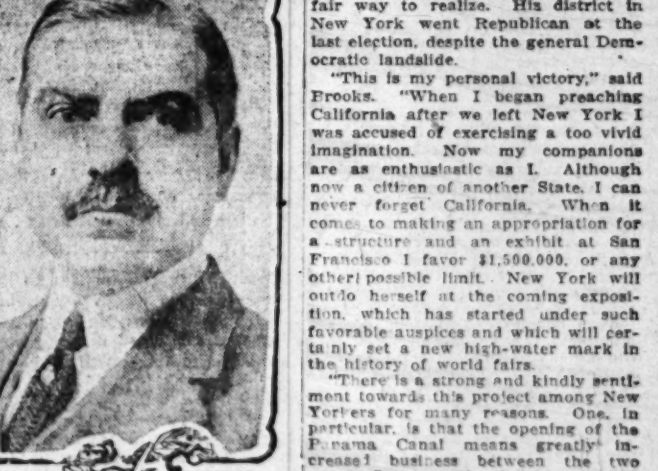 fair way to realize. His district in
New York went Republican at the
last election, despite the general Dem-
ocratic landslide.
"This is my personal victory," said
Brooks. "When I began preaching
California after we left New York I
was accused of exercising a too vivid
imagination. Now my companions
are as enthusiastic as I. Although
now a citizen of another State, I can
never forget California. When it
comes to making an appropriation for
a structure and an exhibit at San
Francisco I favor $1,500,000, or any
other possible limit. New York will
outdo herself at the coming exposi-
tion, which has started under such
favorable auspices and which will cer-
tainly set a new high-water mark in
the history of world fairs.
"There is a strong and kindly senti-
ment towards this project among New
Yorkers for many reasons. One, in
particular, is that the opening of the
Panama Canal means greatly in-
creased business between the two